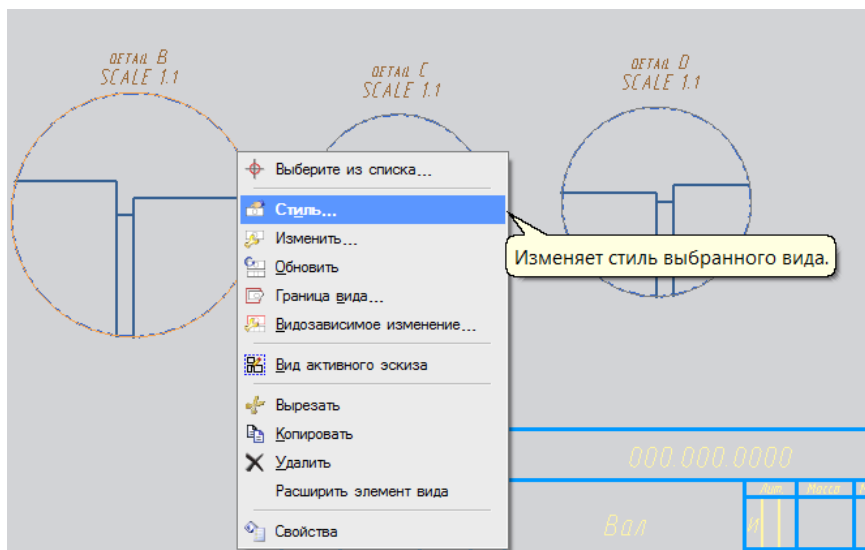 DETAIL B
SCALE 1.1
DETAIL C
SCALE 1.1
DETAIL D
SCALE 1.1
Выберите из списка...
Стиль...
Изменяет стиль выбранного вида.
Изменить...
Обновить
Граница вида...
Видозависимое изменение...
Вид активного эскиза
Вырезать
Копировать
Удалить
Расширить элемент вида
Свойства
000.000.0000
Лит. Масса
Вал
И